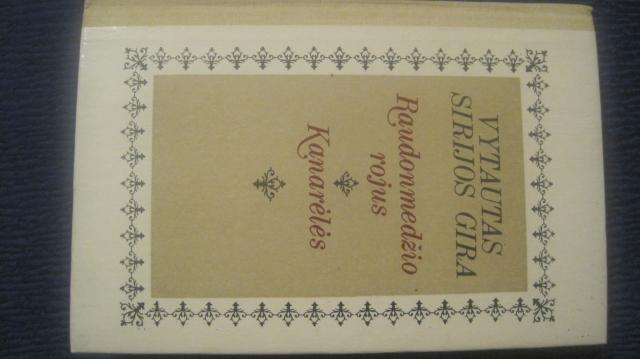 VYTAUTAS
SIRIJOS GIRA
Raudonmedžio
rojus
Kanarėlės